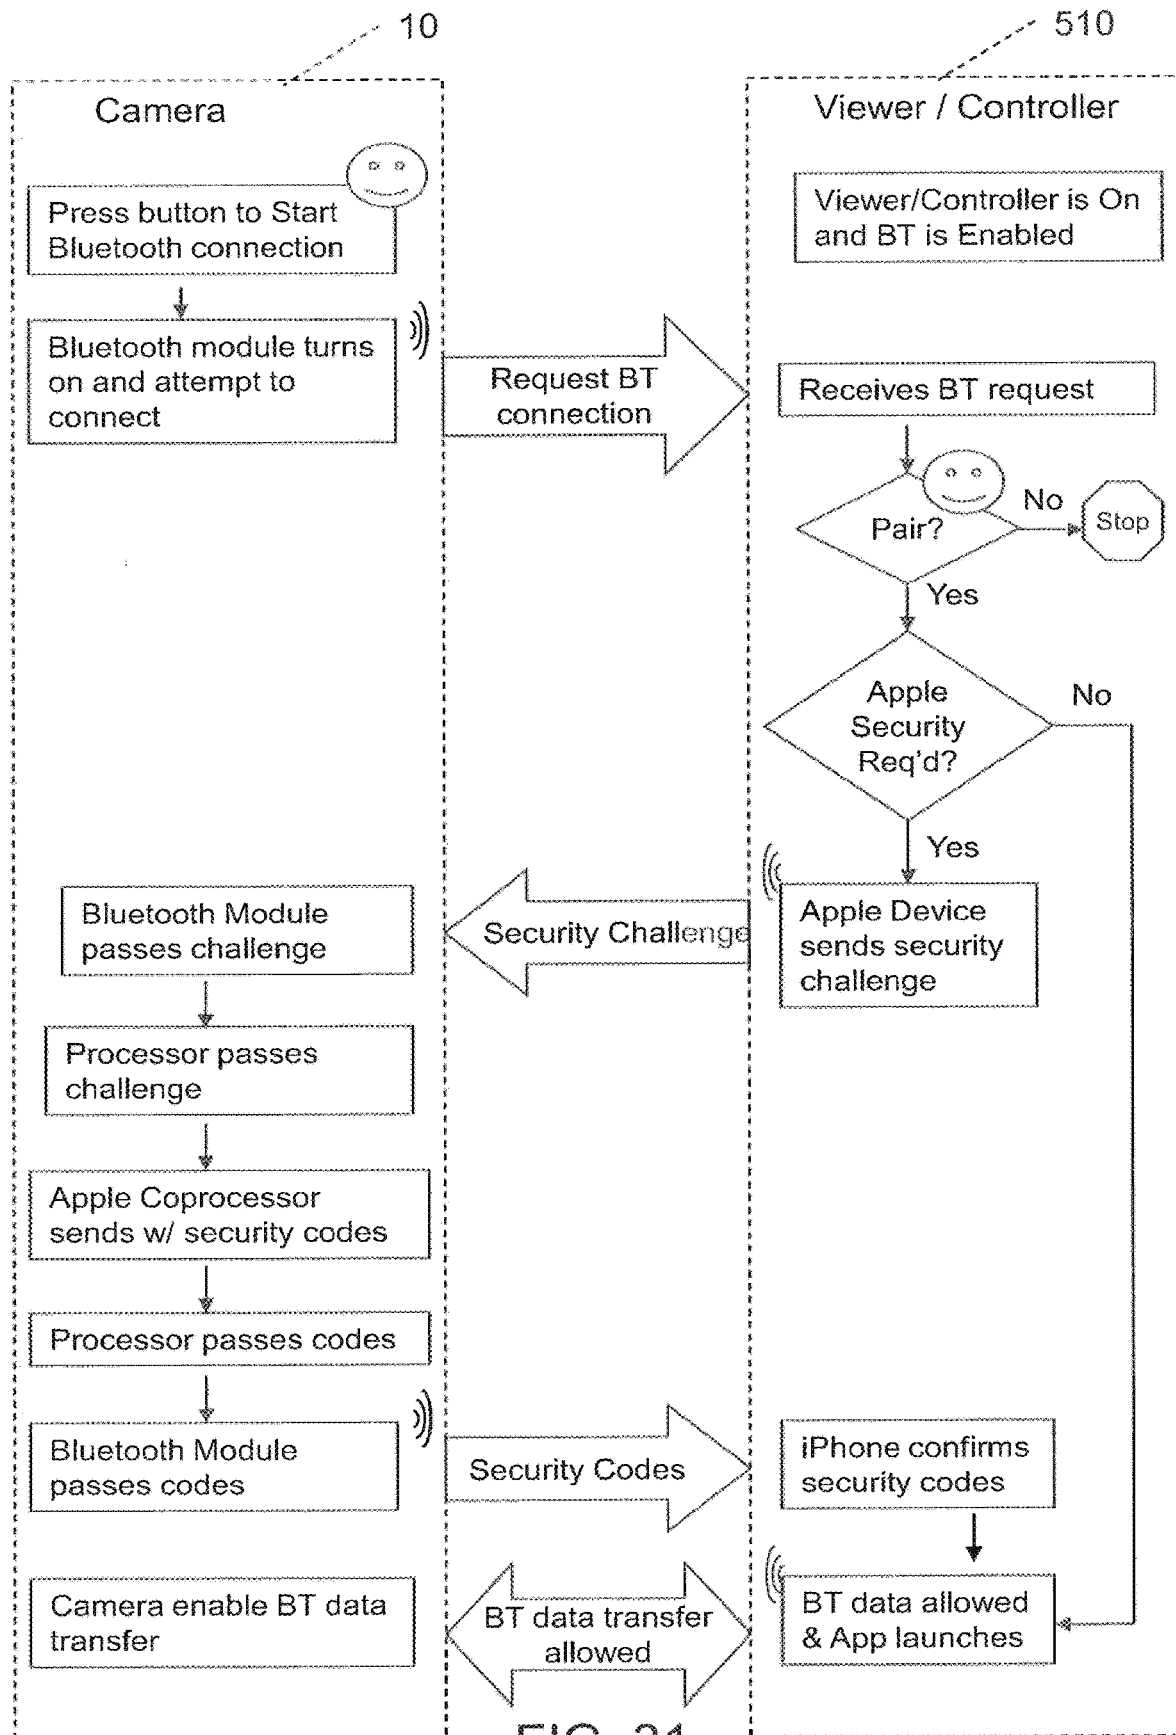 10
510
Camera
Viewer / Controller
Press button to Start
Bluetooth connection
Viewer/Controller is On
and BT is Enabled
Bluetooth module turns
on and attempt to
connect
Request BT
connection
Receives BT request
Pair?
No
Stop
Yes
Apple
Security
Req'd?
No
Yes
Bluetooth Module
passes challenge
Security Challenge
Apple Device
sends security
challenge
Processor passes
challenge
Apple Coprocessor
sends w/ security codes
Processor passes codes
Bluetooth Module
passes codes
Security Codes
iPhone confirms
security codes
Camera enable BT data
transfer
BT data transfer
allowed
BT data allowed
& App launches
FIG. 31